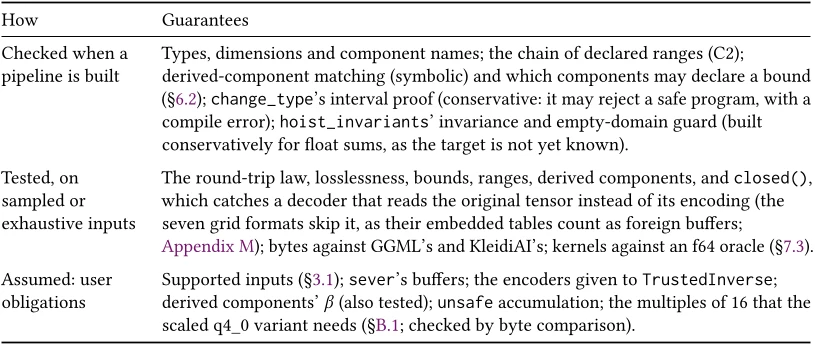 How Guarantees
Checked when a Types, dimensions and component names; the chain of declared ranges (C2);
pipeline is built derived-component matching (symbolic) and which components may declare a bound
(§6.2); change_type's interval proof (conservative: it may reject a safe program, with a
compile error); hoist_invariants' invariance and empty-domain guard (built
conservatively for float sums, as the target is not yet known).
Tested, on The round-trip law, losslessness, bounds, ranges, derived components, and closed(),
sampled or which catches a decoder that reads the original tensor instead of its encoding (the
exhaustive inputs seven grid formats skip it, as their embedded tables count as foreign buffers;
Appendix M); bytes against GGML's and KleidiAI's; kernels against an f64 oracle (§7.3).
Assumed: user Supported inputs (§3.1); sever's buffers; the encoders given to TrustedInverse;
obligations derived components' β (also tested); unsafe accumulation; the multiples of 16 that the
scaled q4_0 variant needs (§B.1; checked by byte comparison).